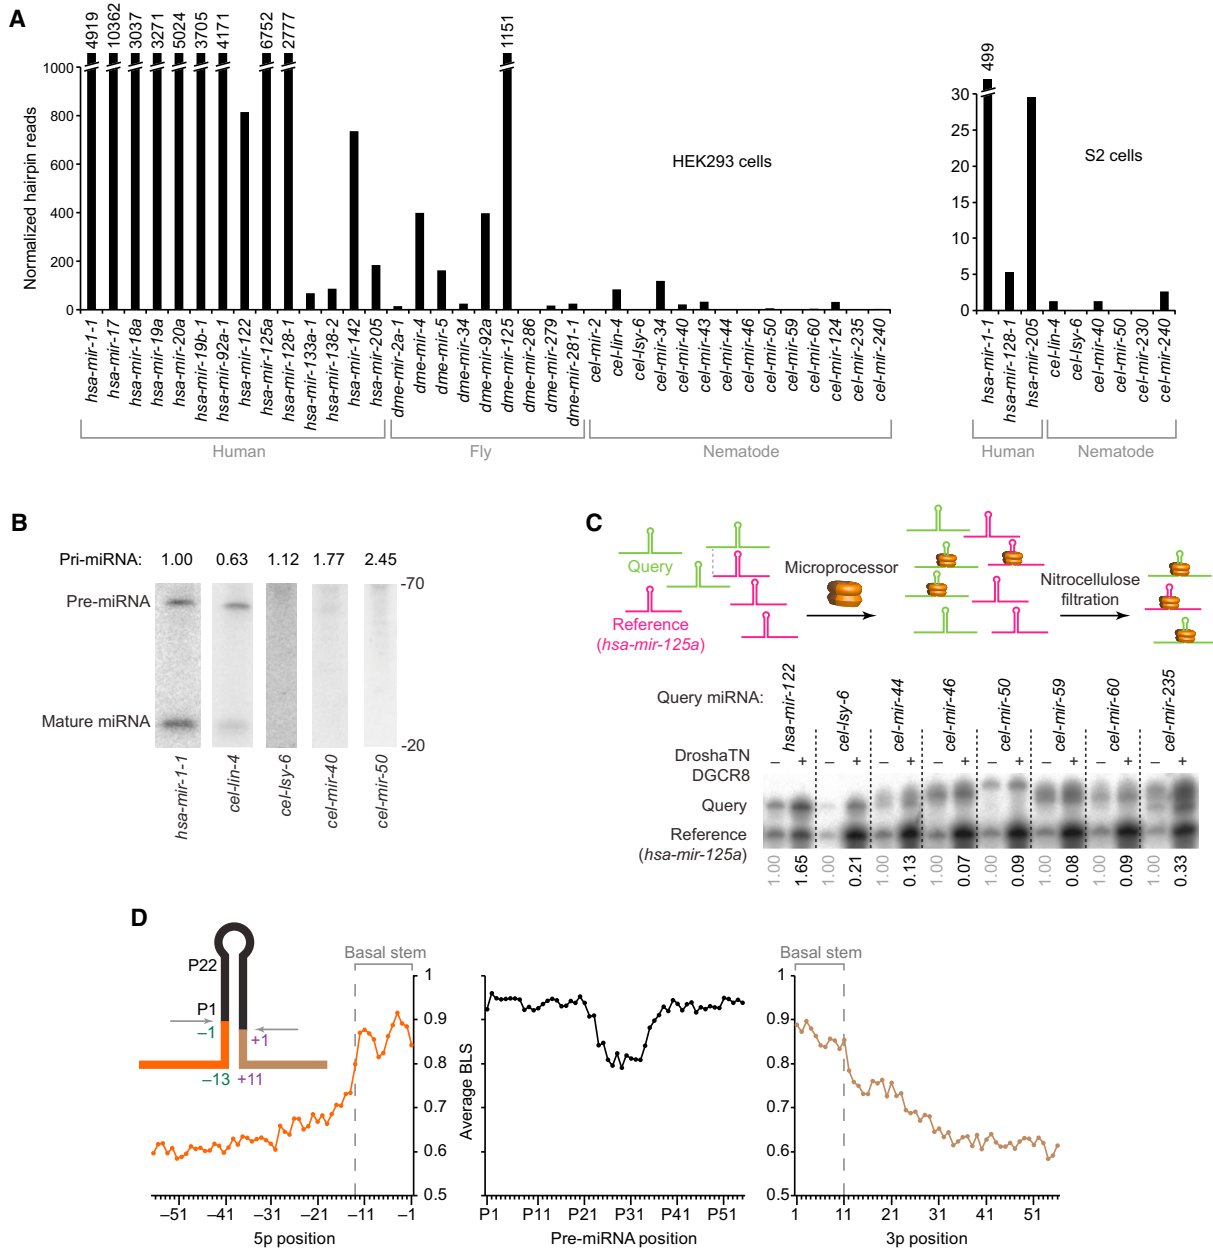 A
4919
10362
3037
3271
5024
3705
4171
6752
2777
1151
499
Normalized hairpin reads
1000
800
600
400
200
0
HEK293 cells
30
25
20
15
10
5
0
S2 cells
hsa-mir-1-1
hsa-mir-17
hsa-mir-18a
hsa-mir-19a
hsa-mir-20a
hsa-mir-19b-1
hsa-mir-92a-1
hsa-mir-122
hsa-mir-125a
hsa-mir-128-1
hsa-mir-133a-1
hsa-mir-138-2
hsa-mir-142
hsa-mir-205
dme-mir-2a-1
dme-mir-4
dme-mir-5
dme-mir-34
dme-mir-92a
dme-mir-125
dme-mir-286
dme-mir-279
dme-mir-281-1
cel-mir-2
cel-lin-4
cel-lsy-6
cel-mir-34
cel-mir-40
cel-mir-43
cel-mir-44
cel-mir-46
cel-mir-50
cel-mir-59
cel-mir-60
cel-mir-124
cel-mir-235
cel-mir-240
hsa-mir-1-1
hsa-mir-128-1
hsa-mir-205
cel-lin-4
cel-lsy-6
cel-mir-40
cel-mir-50
cel-mir-230
cel-mir-240
Human
Fly
Nematode
Human
Nematode
B
Pri-miRNA: 1.00 0.63 1.12 1.77 2.45
Pre-miRNA
Mature miRNA
-70
-20
hsa-mir-1-1
cel-lin-4
cel-lsy-6
cel-mir-40
cel-mir-50
C
Query
Reference
(hsa-mir-125a)
Microprocessor
Nitrocellulose
filtration
Query miRNA:
hsa-mir-122
cel-lsy-6
cel-mir-44
cel-mir-46
cel-mir-50
cel-mir-59
cel-mir-60
cel-mir-235
DroshaTN
DGCR8
– + – + – + – + – + – + – + – +
Query
Reference
(hsa-mir-125a)
1.00
1.65
1.00
0.21
1.00
0.13
1.00
0.07
1.00
0.09
1.00
0.08
1.00
0.09
1.00
0.33
D
P22
P1
–1
+1
–13 +11
Basal stem
1
0.9
0.8
0.7
0.6
0.5
–51 –41 –31 –21 –11 –1
5p position
Average BLS
P1 P11 P21 P31 P41 P51
Pre-miRNA position
Basal stem
1
0.9
0.8
0.7
0.6
0.5
1 11 21 31 41 51
3p position